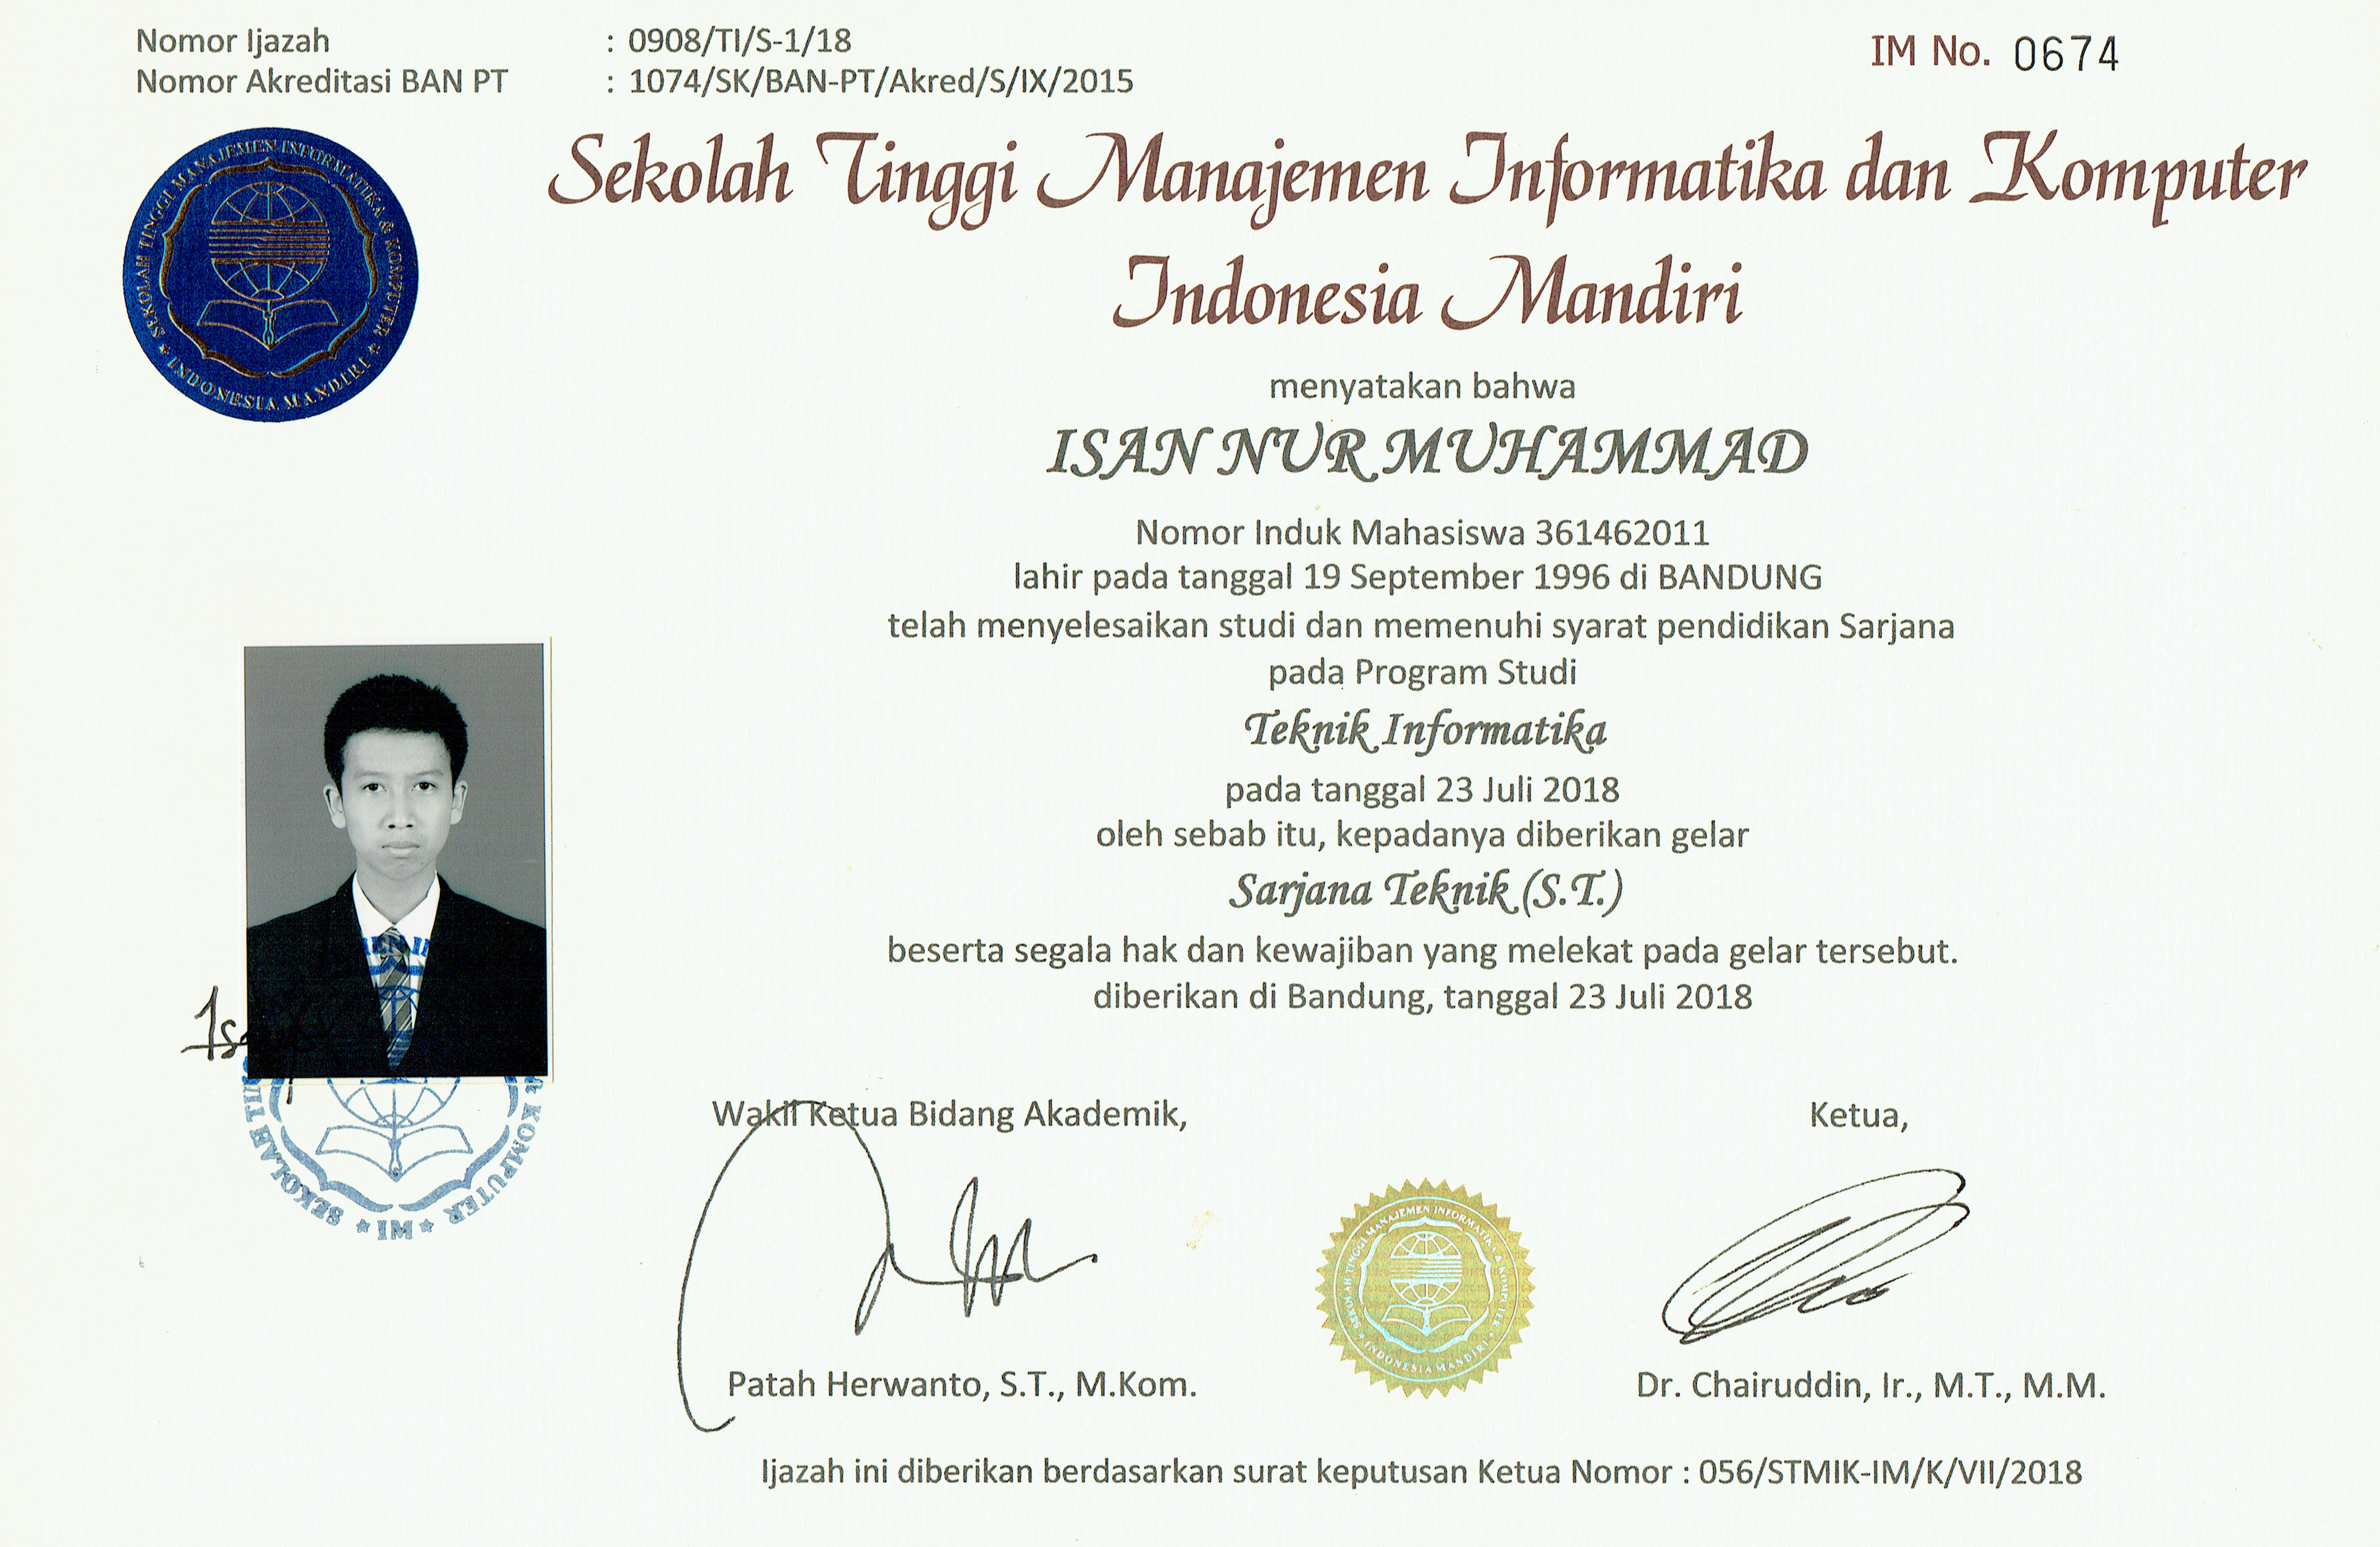 Nomor Ijazah : 0908/TI/S-1/18
IM No. 0674
Nomor Akreditasi BAN PT : 1074/SK/BAN-PT/Akred/S/IX/2015
SEKOLAH TINGGI MANAJEMEN INFORMATIKA & KOMPUTER
* INDONESIA MANDIRI *
Sekolah Tinggi Manajemen Informatika dan Komputer
Indonesia Mandiri
menyatakan bahwa
ISAN NUR MUHAMMAD
Nomor Induk Mahasiswa 361462011
lahir pada tanggal 19 September 1996 di BANDUNG
telah menyelesaikan studi dan memenuhi syarat pendidikan Sarjana
pada Program Studi
Teknik Informatika
pada tanggal 23 Juli 2018
oleh sebab itu, kepadanya diberikan gelar
Sarjana Teknik (S.T.)
beserta segala hak dan kewajiban yang melekat pada gelar tersebut.
diberikan di Bandung, tanggal 23 Juli 2018
SEKOLAH TI
& KOMPUTER
* IM *
Wakil Ketua Bidang Akademik,
Ketua,
SEKOLAH TINGGI MANAJEMEN INFORMATIKA & KOMPUTER
* INDONESIA MANDIRI *
Patah Herwanto, S.T., M.Kom.
Dr. Chairuddin, Ir., M.T., M.M.
Ijazah ini diberikan berdasarkan surat keputusan Ketua Nomor : 056/STMIK-IM/K/VII/2018